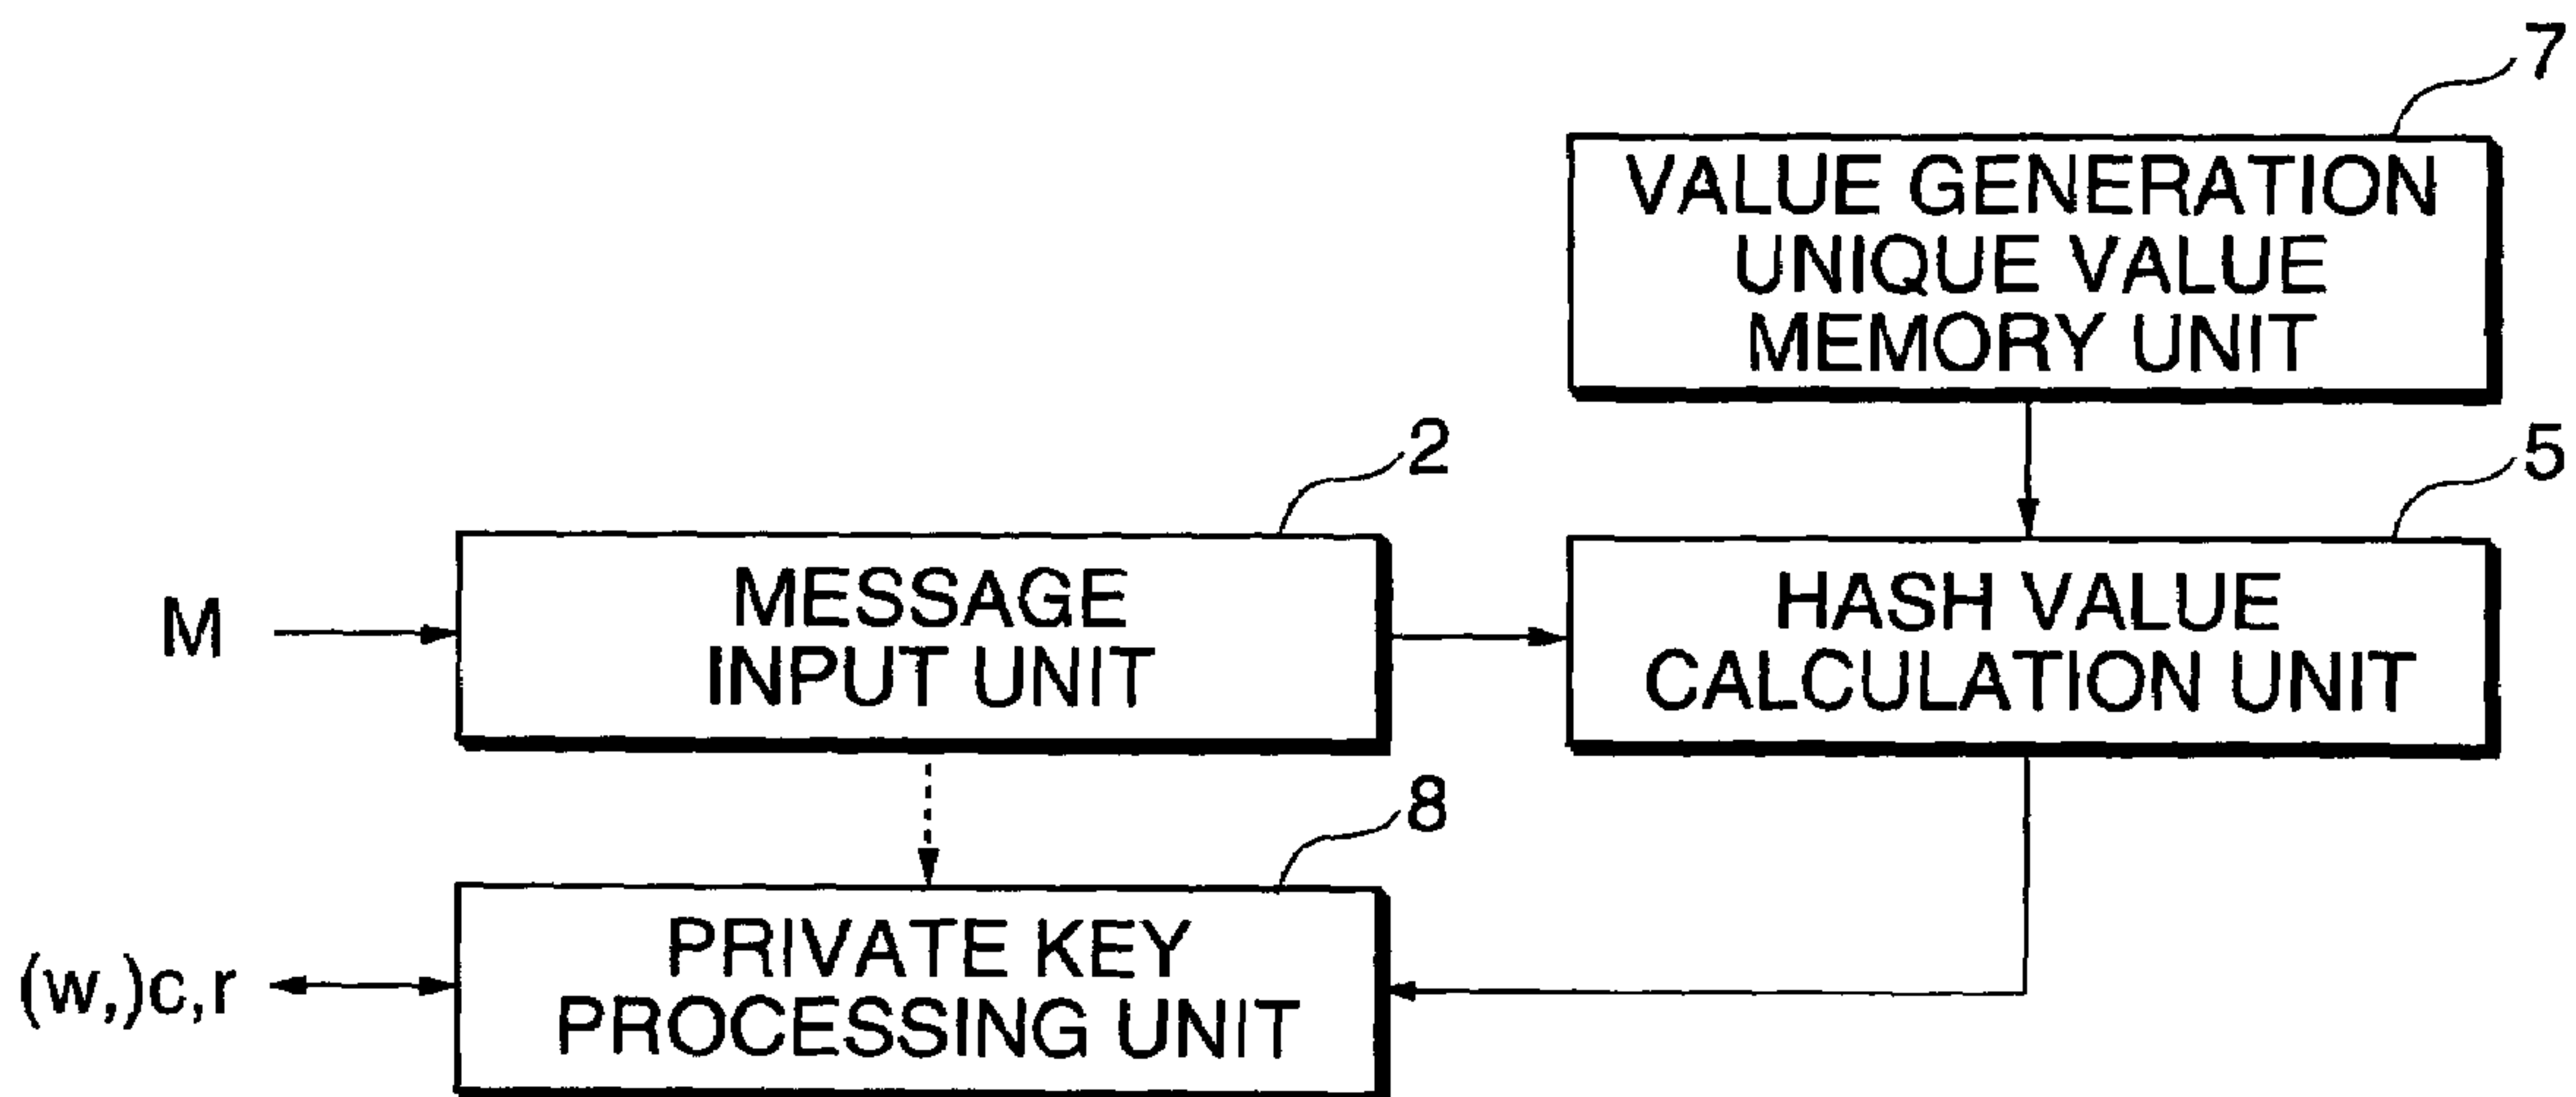 7
VALUE GENERATION
UNIQUE VALUE
MEMORY UNIT
2
5
M
MESSAGE
INPUT UNIT
HASH VALUE
CALCULATION UNIT
8
(w,)c,r
PRIVATE KEY
PROCESSING UNIT